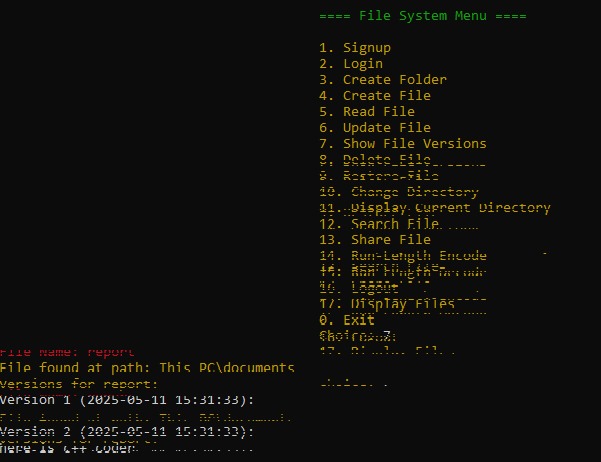 ==== File System Menu ====
1. Signup
2. Login
3. Create Folder
4. Create File
5. Read File
6. Update File
7. Show File Versions
8. Delete File
9. Restore File
10. Change Directory
11. Display Current Directory
12. Search File
13. Share File
14. Run-Length Encode
15. Run-Length Decode
16. Logout
17. Display Files
0. Exit
Choice: 7
File Name: report
File found at path: This PC\documents
Versions for report:
Version 1 (2025-05-11 15:31:33):
Version 2 (2025-05-11 15:31:33):
here is c++ coder